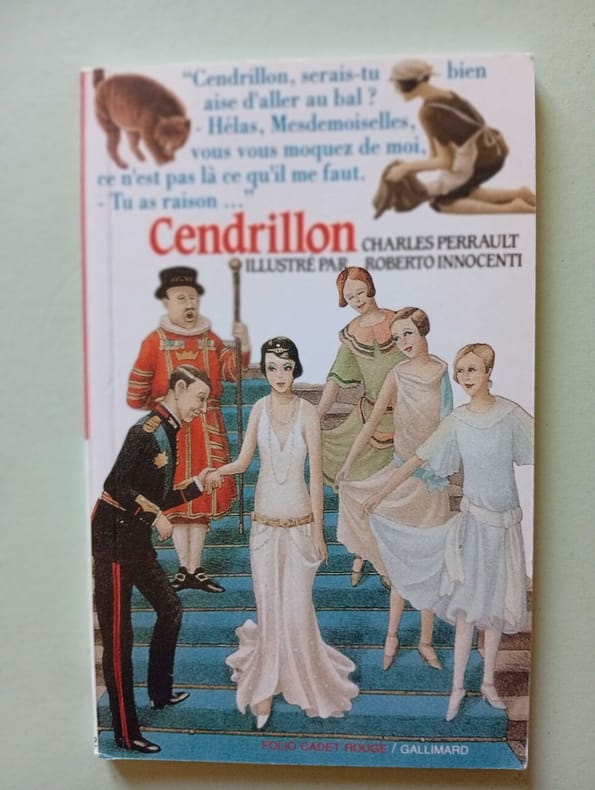 “Cendrillon, serais-tu bien
aise d'aller au bal ?
- Hélas, Mesdemoiselles,
vous vous moquez de moi,
ce n'est pas là ce qu'il me faut.
- Tu as raison ...”
Cendrillon CHARLES PERRAULT
ILLUSTRÉ PAR ROBERTO INNOCENTI
FOLIO CADET ROUGE / GALLIMARD